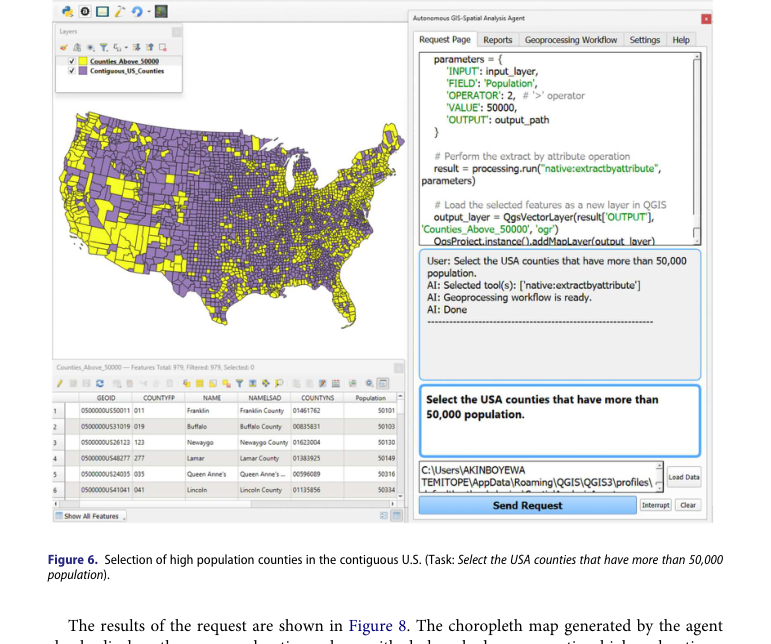 Layers
Counties_Above_50000
Contiguous_US_Counties
Counties_Above_50000 — Features Total: 979, Filtered: 979, Selected: 0
GEOID COUNTYFP NAME NAMELSAD COUNTYNS Population
1 0500000US50011 011 Franklin Franklin County 01461762 50101
2 0500000US31019 019 Buffalo Buffalo County 00835831 50103
3 0500000US26123 123 Newaygo Newaygo County 01623004 50130
4 0500000US48277 277 Lamar Lamar County 01383925 50149
5 0500000US24035 035 Queen Anne's Queen Anne's ... 00596089 50316
6 0500000US41041 041 Lincoln Lincoln County 01135856 50334
Show All Features
Autonomous GIS-Spatial Analysis Agent
Request Page Reports Geoprocessing Workflow Settings Help
parameters = {
'INPUT': input_layer,
'FIELD': 'Population',
'OPERATOR': 2, # '>' operator
'VALUE': 50000,
'OUTPUT': output_path
}
# Perform the extract by attribute operation
result = processing.run("native:extractbyattribute",
parameters)
# Load the selected features as a new layer in QGIS
output_layer = QgsVectorLayer(result['OUTPUT'],
'Counties_Above_50000', 'ogr')
QgsProject.instance().addMapLayer(output_layer)
User: Select the USA counties that have more than 50,000
population.
AI: Selected tool(s): ['native:extractbyattribute']
AI: Geoprocessing workflow is ready.
AI: Done
------------------------------------------------------------
Select the USA counties that have more than
50,000 population.
C:\Users\AKINBOYEWA
TEMITOPE\AppData\Roaming\QGIS\QGIS3\profiles\
Load Data
Send Request Interrupt Clear
Figure 6. Selection of high population counties in the contiguous U.S. (Task: Select the USA counties that have more than 50,000
population).
The results of the request are shown in Figure 8. The choropleth map generated by the agent